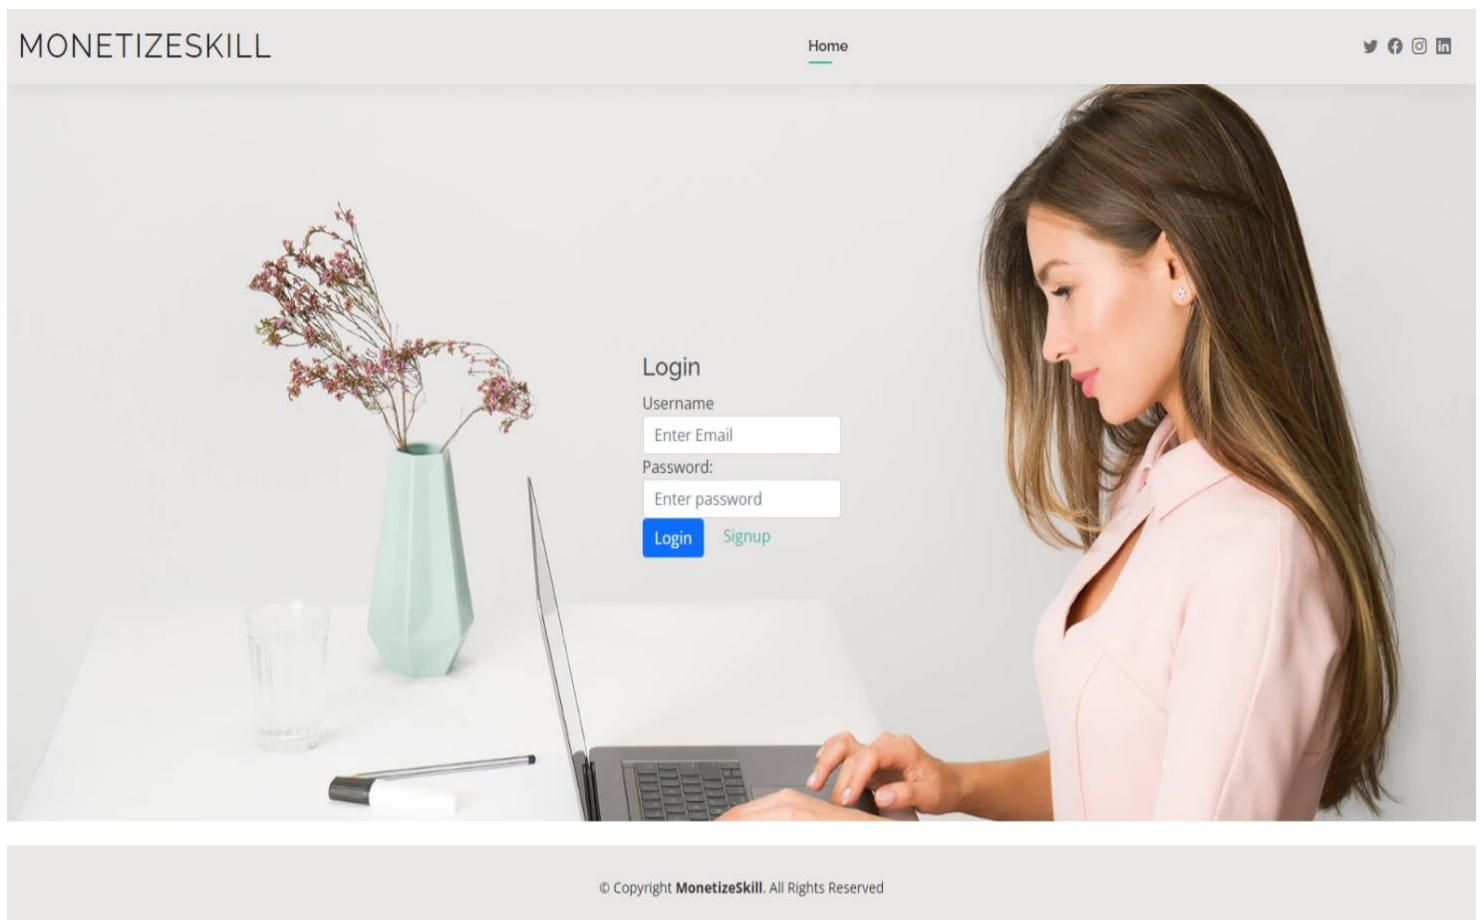 MONETIZESKILL
Home
Login
Username
Enter Email
Password:
Enter password
Login Signup
© Copyright MonetizeSkill. All Rights Reserved